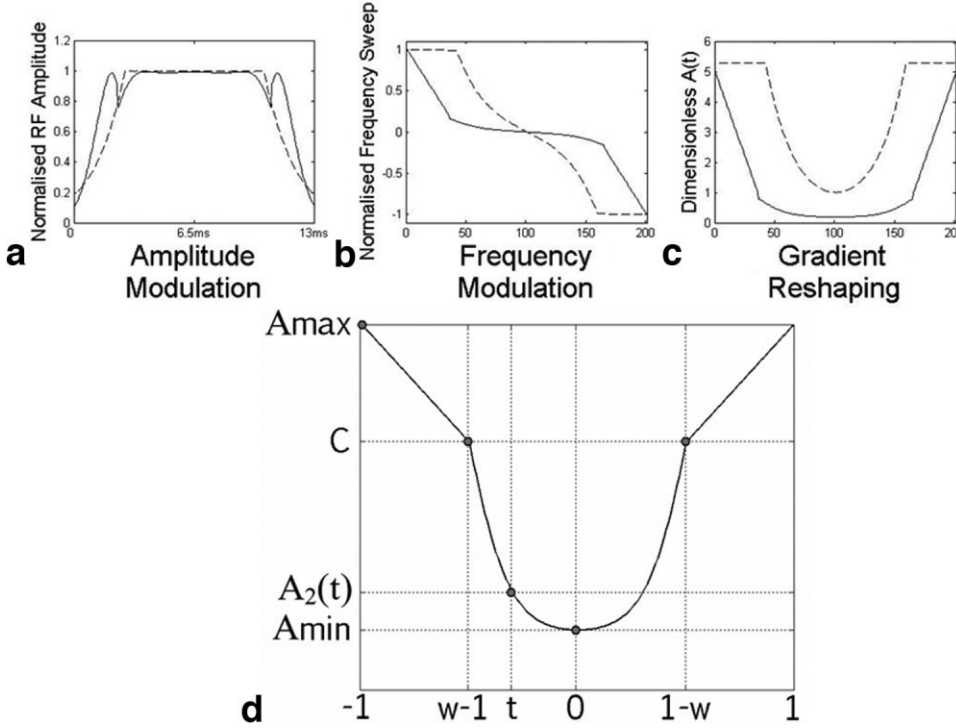 Normalised RF Amplitude
1.2
1
0.8
0.6
0.4
0.2
0
0
6.5ms
13ms
a
Amplitude
Modulation
Normalised Frequency Sweep
1
0.5
0
-0.5
-1
0
50
100
150
200
b
Frequency
Modulation
Dimensionless A(t)
6
5
4
3
2
1
0
0
50
100
150
200
c
Gradient
Reshaping
Amax
C
A₂(t)
Amin
d
-1
w-1
t
0
1-w
1